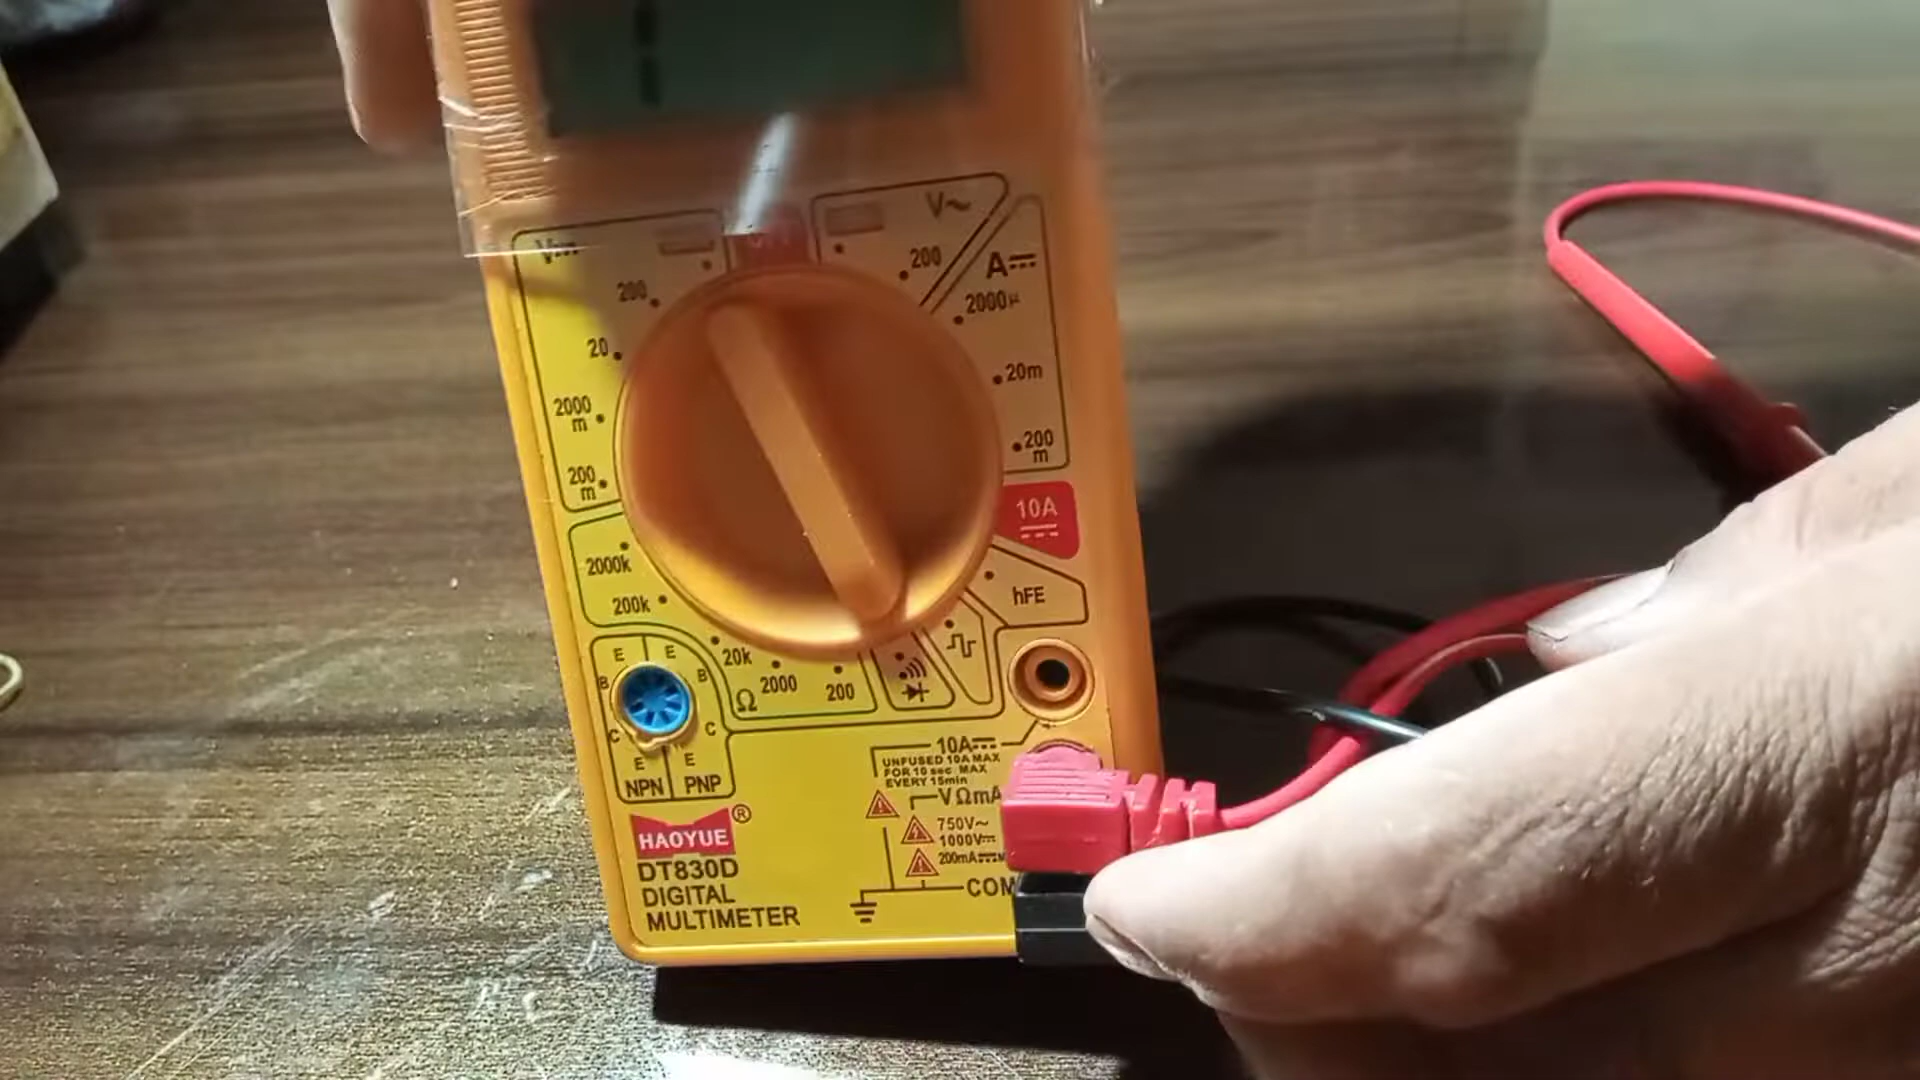 V⎓
V~
200
200
A⎓
2000µ
20
20m
2000
m
200
m
200
m
10A
2000k
hFE
200k
20k
2000
200
Ω
E
E
B
B
C
C
E
E
NPN
PNP
10A⎓
UNFUSED 10A MAX
FOR 10 sec MAX
EVERY 15min
VΩmA
750V~
1000V⎓
200mA⎓
COM
HAOYUE®
DT830D
DIGITAL
MULTIMETER